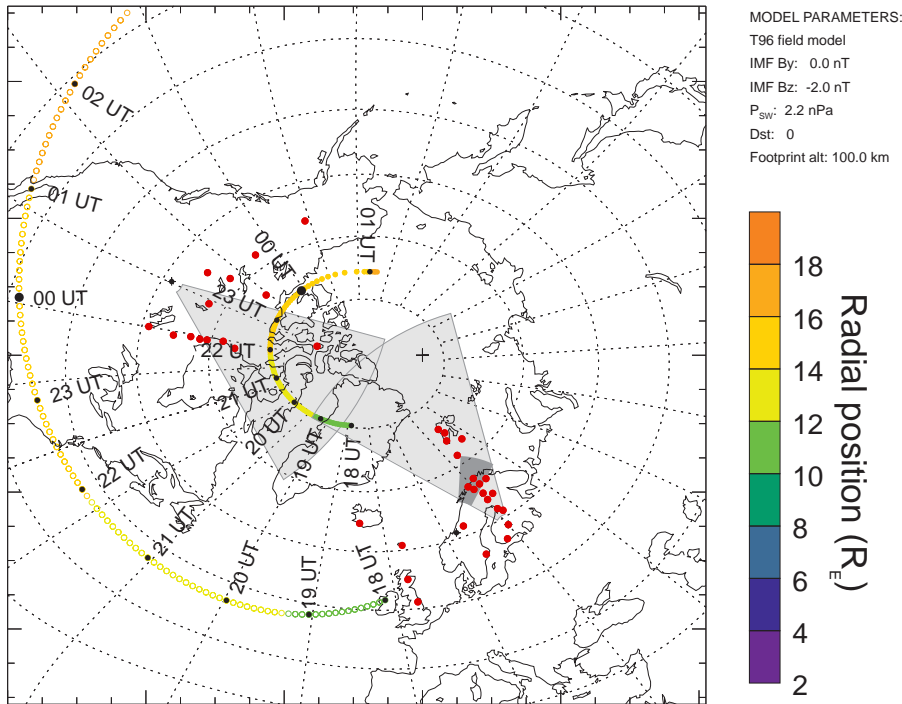 MODEL PARAMETERS:
T96 field model
IMF By: 0.0 nT
IMF Bz: -2.0 nT
PSW: 2.2 nPa
Dst: 0
Footprint alt: 100.0 km
02 UT
01 UT
00 UT
23 UT
22 UT
21 UT
20 UT
19 UT
18 UT
01 UT
00 UT
23 UT
22 UT
21 UT
20 UT
19 UT
18 UT
18
16
14
12
10
8
6
4
2
Radial position (RE)